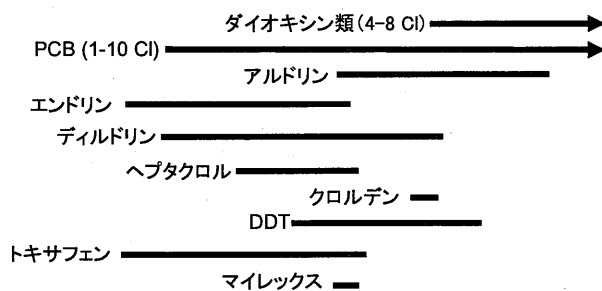 ダイオキシン類(4-8 Cl)
PCB (1-10 Cl)
アルドリン
エンドリン
ディルドリン
ヘプタクロル
クロルデン
DDT
トキサフェン
マイレックス